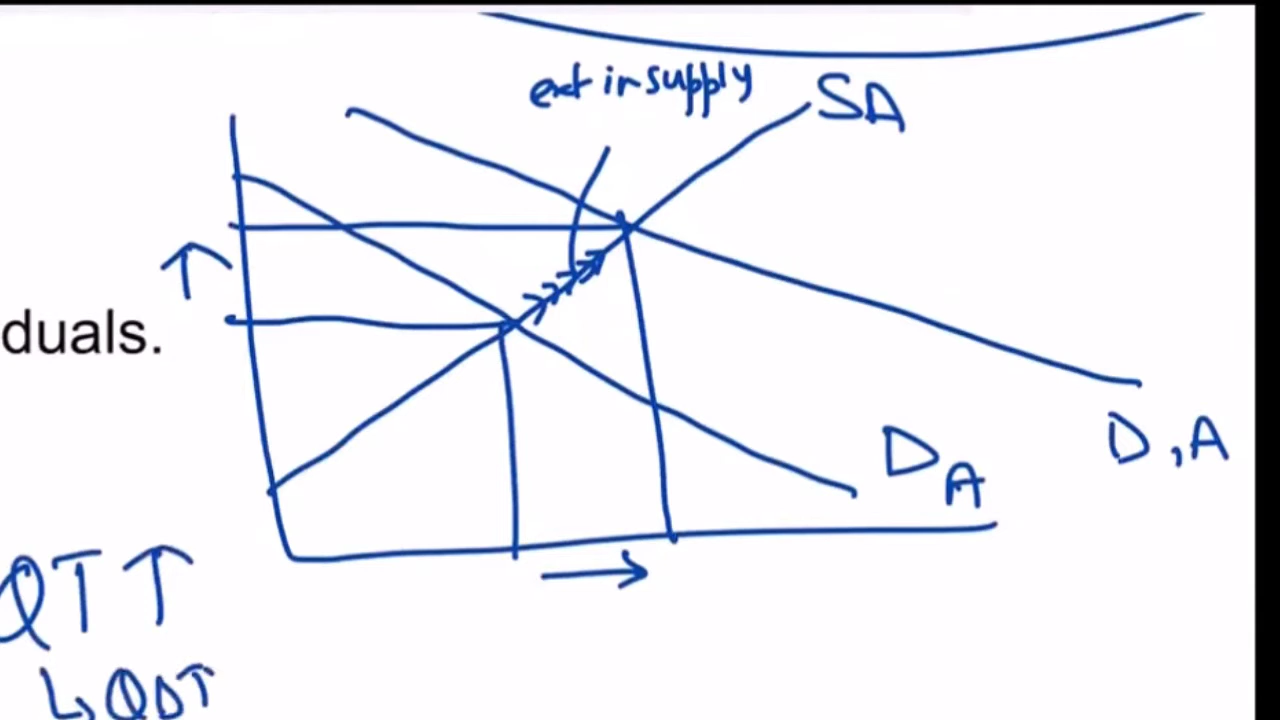 ext in supply
SA
duals.
D,A
DA
QT↑
↳QD↑